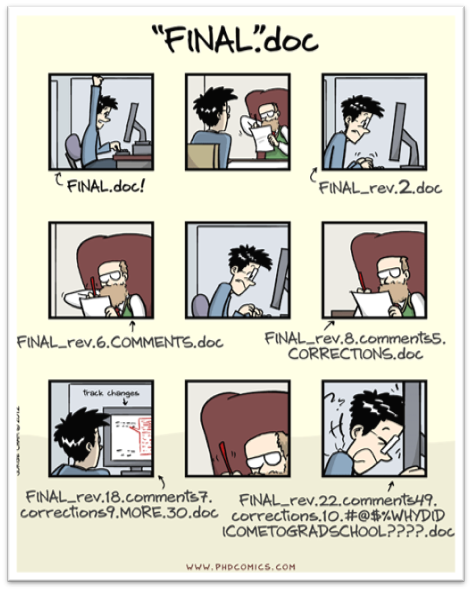 "FINAL".doc
FINAL.doc!
FINAL_rev.2.doc
FINAL_rev.6.COMMENTS.doc
FINAL_rev.8.comments5.
CORRECTIONS.doc
track changes
FINAL_rev.18.comments7.
corrections9.MORE.30.doc
FINAL_rev.22.comments49.
corrections.10.#@$%WHYDID
ICOMETOGRADSCHOOL????.doc
WWW.PHDCOMICS.COM